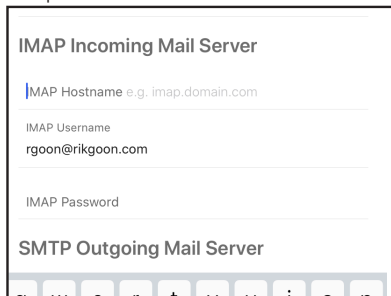 IMAP Incoming Mail Server
IMAP Hostname e.g. imap.domain.com
IMAP Username
rgoon@rikgoon.com
IMAP Password
SMTP Outgoing Mail Server